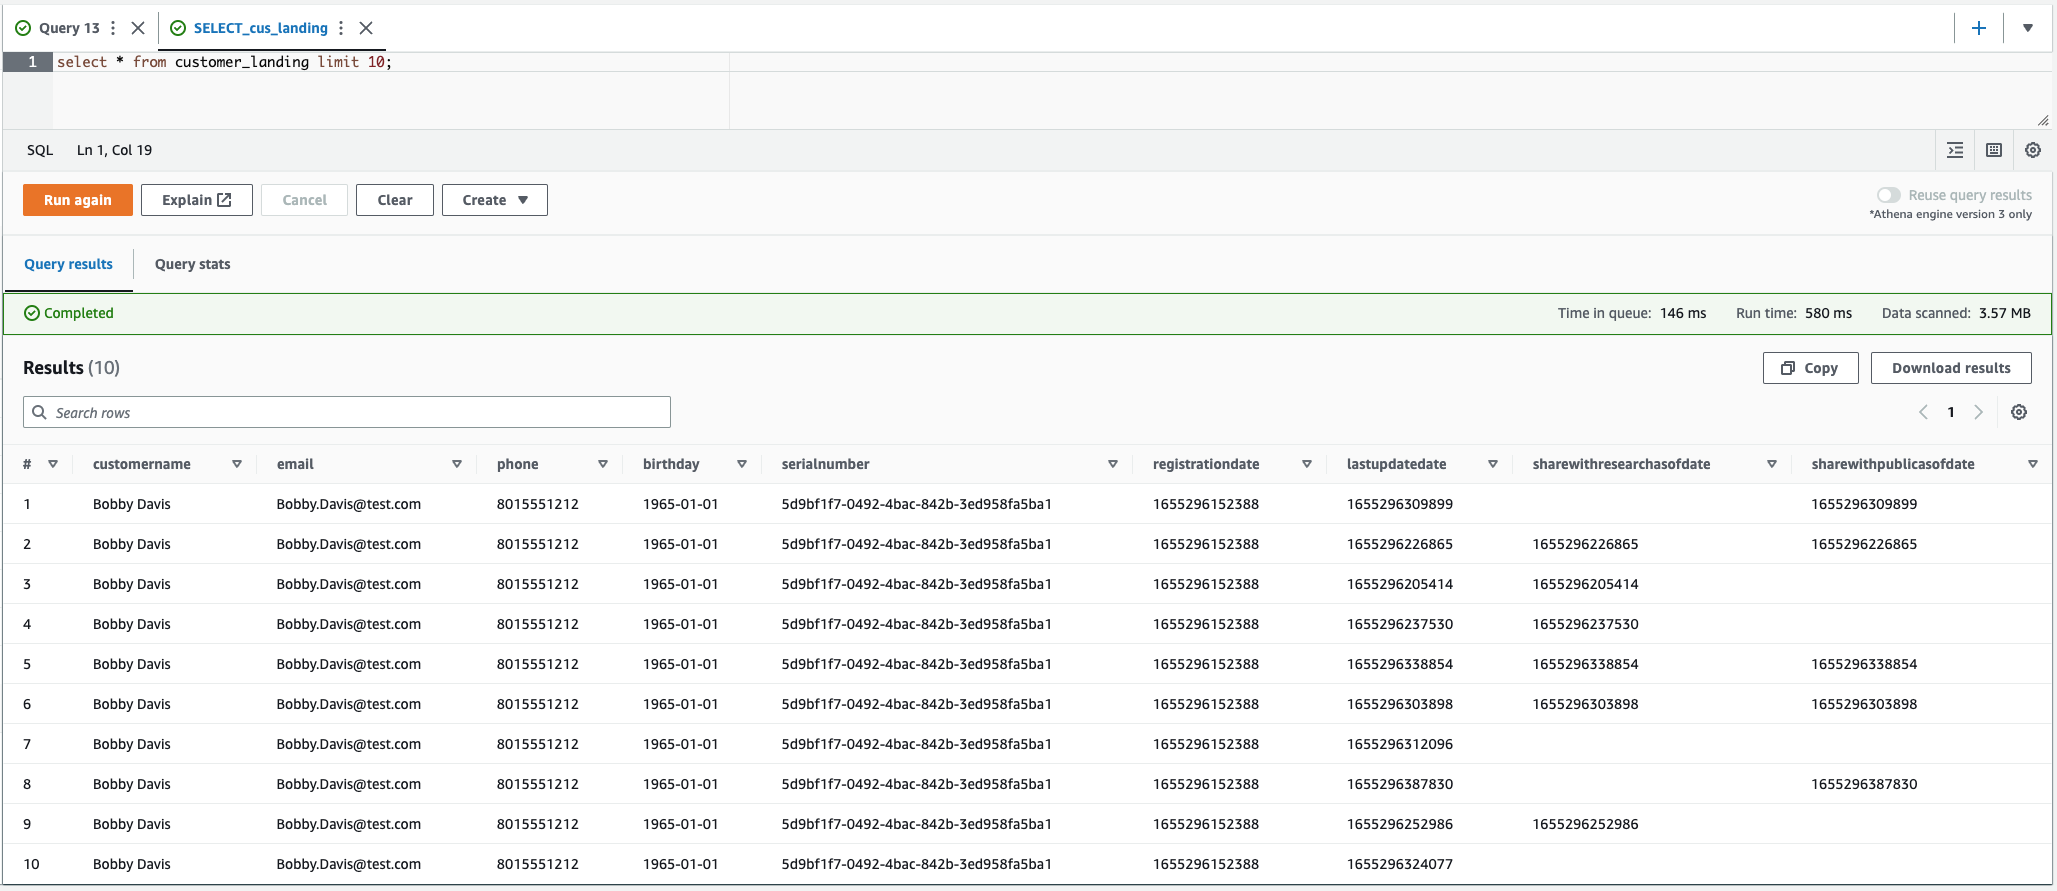 Query 13 SELECT_cus_landing
1 select * from customer_landing limit 10;
SQL Ln 1, Col 19
Run again Explain Cancel Clear Create Reuse query results
*Athena engine version 3 only
Query results Query stats
Completed Time in queue: 146 ms Run time: 580 ms Data scanned: 3.57 MB
Results (10) Copy Download results
Search rows 1
# customername email phone birthday serialnumber registrationdate lastupdatedate sharewithresearchasofdate sharewithpublicasofdate
1 Bobby Davis Bobby.Davis@test.com 8015551212 1965-01-01 5d9bf1f7-0492-4bac-842b-3ed958fa5ba1 1655296152388 1655296309899 1655296309899
2 Bobby Davis Bobby.Davis@test.com 8015551212 1965-01-01 5d9bf1f7-0492-4bac-842b-3ed958fa5ba1 1655296152388 1655296226865 1655296226865 1655296226865
3 Bobby Davis Bobby.Davis@test.com 8015551212 1965-01-01 5d9bf1f7-0492-4bac-842b-3ed958fa5ba1 1655296152388 1655296205414 1655296205414
4 Bobby Davis Bobby.Davis@test.com 8015551212 1965-01-01 5d9bf1f7-0492-4bac-842b-3ed958fa5ba1 1655296152388 1655296237530 1655296237530
5 Bobby Davis Bobby.Davis@test.com 8015551212 1965-01-01 5d9bf1f7-0492-4bac-842b-3ed958fa5ba1 1655296152388 1655296338854 1655296338854 1655296338854
6 Bobby Davis Bobby.Davis@test.com 8015551212 1965-01-01 5d9bf1f7-0492-4bac-842b-3ed958fa5ba1 1655296152388 1655296303898 1655296303898 1655296303898
7 Bobby Davis Bobby.Davis@test.com 8015551212 1965-01-01 5d9bf1f7-0492-4bac-842b-3ed958fa5ba1 1655296152388 1655296312096
8 Bobby Davis Bobby.Davis@test.com 8015551212 1965-01-01 5d9bf1f7-0492-4bac-842b-3ed958fa5ba1 1655296152388 1655296387830 1655296387830
9 Bobby Davis Bobby.Davis@test.com 8015551212 1965-01-01 5d9bf1f7-0492-4bac-842b-3ed958fa5ba1 1655296152388 1655296252986 1655296252986
10 Bobby Davis Bobby.Davis@test.com 8015551212 1965-01-01 5d9bf1f7-0492-4bac-842b-3ed958fa5ba1 1655296152388 1655296324077